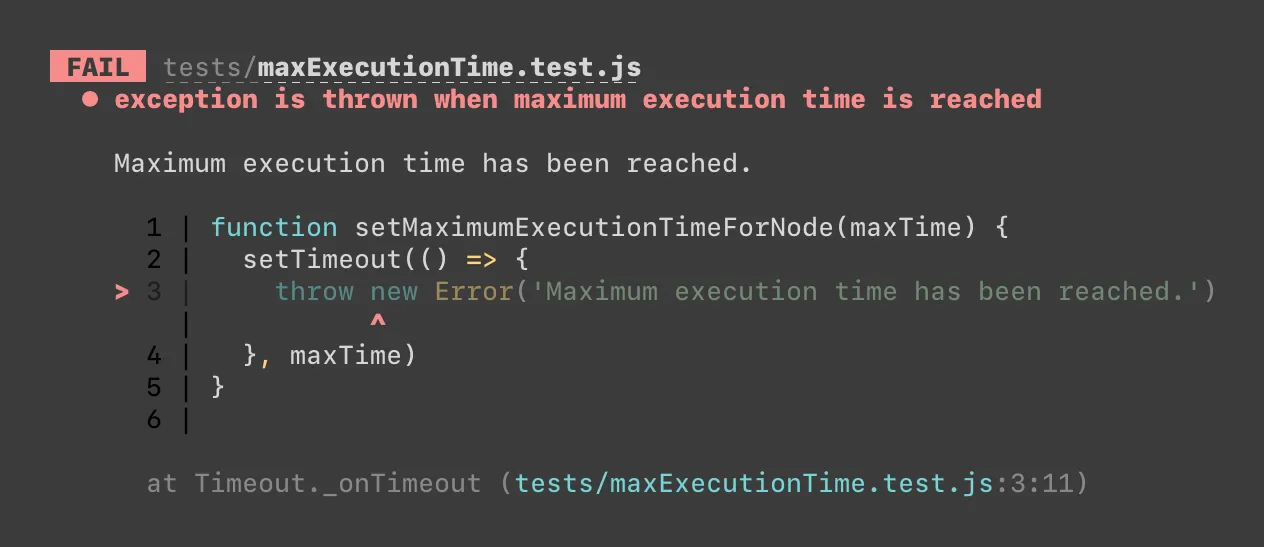 FAIL tests/maxExecutionTime.test.js
● exception is thrown when maximum execution time is reached
Maximum execution time has been reached.
1 | function setMaximumExecutionTimeForNode(maxTime) {
2 |   setTimeout(() => {
> 3 |     throw new Error('Maximum execution time has been reached.')
|           ^
4 |   }, maxTime)
5 | }
6 |
at Timeout._onTimeout (tests/maxExecutionTime.test.js:3:11)